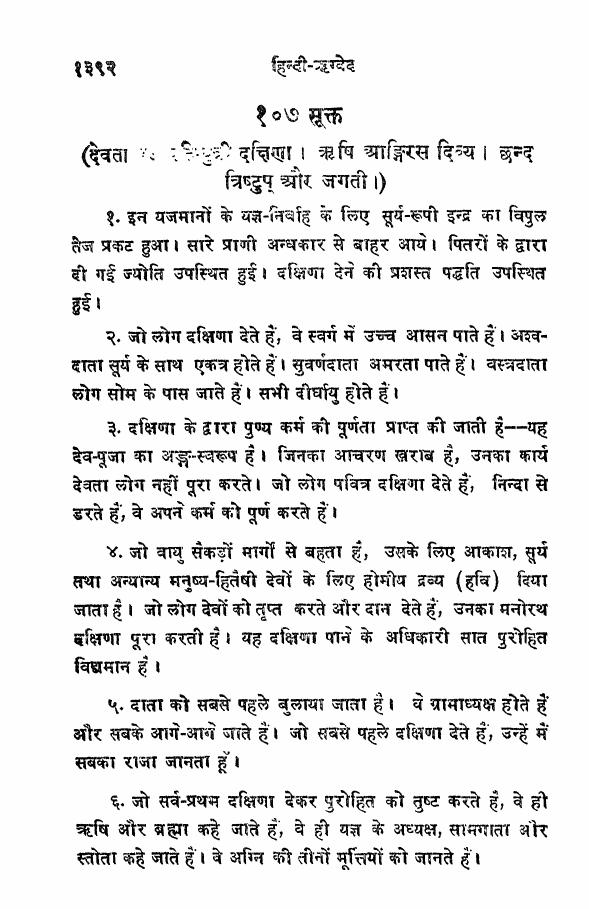 १३९२ हिन्दी-ऋग्वेद
१०७ सूक्त
(देवता दक्षिणा । ऋषि आङ्गिरस दिव्य । छन्द
त्रिष्टुप् और जगती ।)
१. इन यजमानों के यज्ञ-निर्वाह के लिए सूर्य-रूपी इन्द्र का विपुल
तेज प्रकट हुआ। सारे प्राणी अन्धकार से बाहर आये। पितरों के द्वारा
दी गई ज्योति उपस्थित हुई। दक्षिणा देने की प्रशस्त पद्धति उपस्थित
हुई।
२. जो लोग दक्षिणा देते हैं, वे स्वर्ग में उच्च आसन पाते हैं। अश्व-
दाता सूर्य के साथ एकत्र होते हैं। सुवर्णदाता अमरता पाते हैं। वस्त्रदाता
लोग सोम के पास जाते हैं। सभी दीर्घायु होते हैं।
३. दक्षिणा के द्वारा पुण्य कर्म की पूर्णता प्राप्त की जाती है--यह
देव-पूजा का अङ्ग-स्वरूप है। जिनका आचरण खराब है, उनका कार्य
देवता लोग नहीं पूरा करते। जो लोग पवित्र दक्षिणा देते हैं, निन्दा से
डरते हैं, वे अपने कर्म को पूर्ण करते हैं।
४. जो वायु सैकड़ों मार्गों से बहता है, उसके लिए आकाश, सूर्य
तथा अन्यान्य मनुष्य-हितैषी देवों के लिए होमीय द्रव्य (हवि) दिया
जाता है। जो लोग देवों को तृप्त करते और दान देते हैं, उनका मनोरथ
दक्षिणा पूरा करती है। यह दक्षिणा पाने के अधिकारी सात पुरोहित
विद्यमान है।
५. दाता को सबसे पहले बुलाया जाता है। वे ग्रामाध्यक्ष होते हैं
और सबके आगे-आगे जाते हैं। जो सबसे पहले दक्षिणा देते हैं, उन्हें मैं
सबका राजा जानता हूँ।
६. जो सर्व-प्रथम दक्षिणा देकर पुरोहित को तुष्ट करते हैं, वे ही
ऋषि और ब्रह्मा कहे जाते हैं, वे ही यज्ञ के अध्यक्ष, सामगाता और
स्तोता कहे जाते हैं। वे अग्नि की तीनों मूर्त्तियों को जानते हैं।